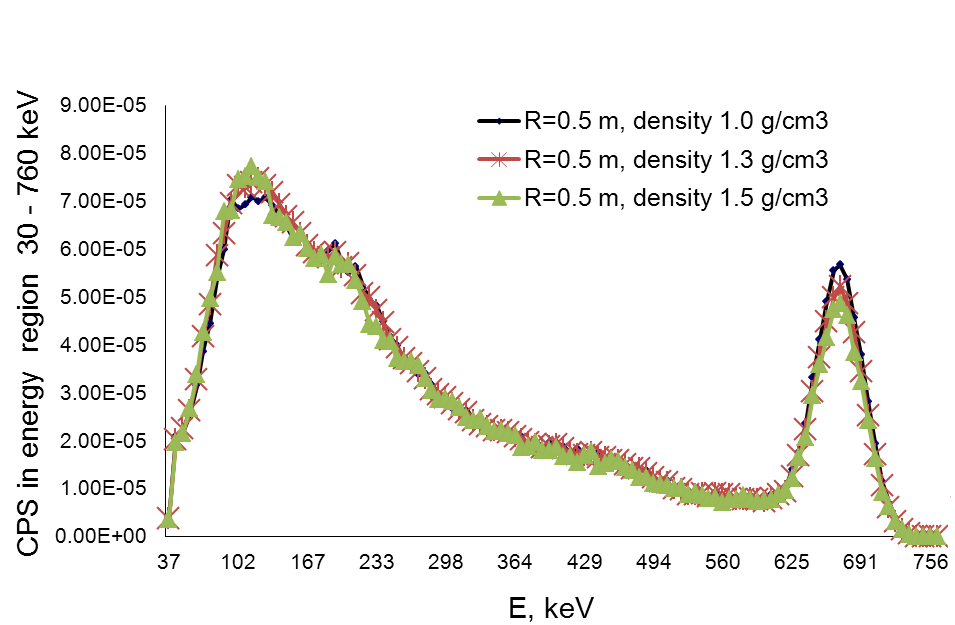 CPS in energy region 30 - 760 keV
9.00E-05
8.00E-05
7.00E-05
6.00E-05
5.00E-05
4.00E-05
3.00E-05
2.00E-05
1.00E-05
0.00E+00
R=0.5 m, density 1.0 g/cm3
R=0.5 m, density 1.3 g/cm3
R=0.5 m, density 1.5 g/cm3
37 102 167 233 298 364 429 494 560 625 691 756
E, keV